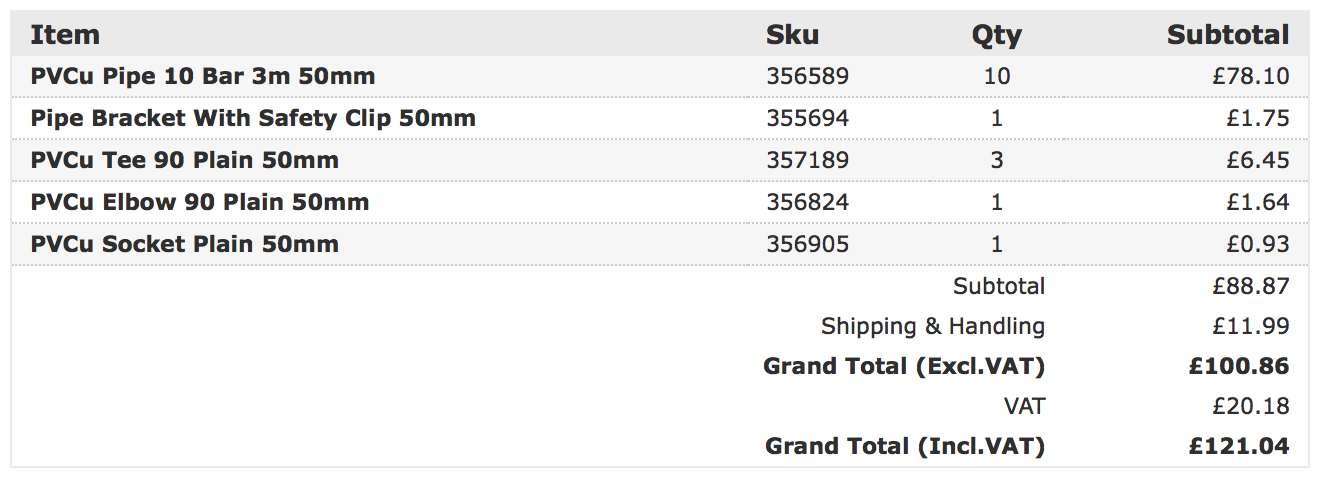 Item Sku Qty Subtotal
PVCu Pipe 10 Bar 3m 50mm 356589 10 £78.10
Pipe Bracket With Safety Clip 50mm 355694 1 £1.75
PVCu Tee 90 Plain 50mm 357189 3 £6.45
PVCu Elbow 90 Plain 50mm 356824 1 £1.64
PVCu Socket Plain 50mm 356905 1 £0.93
Subtotal £88.87
Shipping & Handling £11.99
Grand Total (Excl.VAT) £100.86
VAT £20.18
Grand Total (Incl.VAT) £121.04